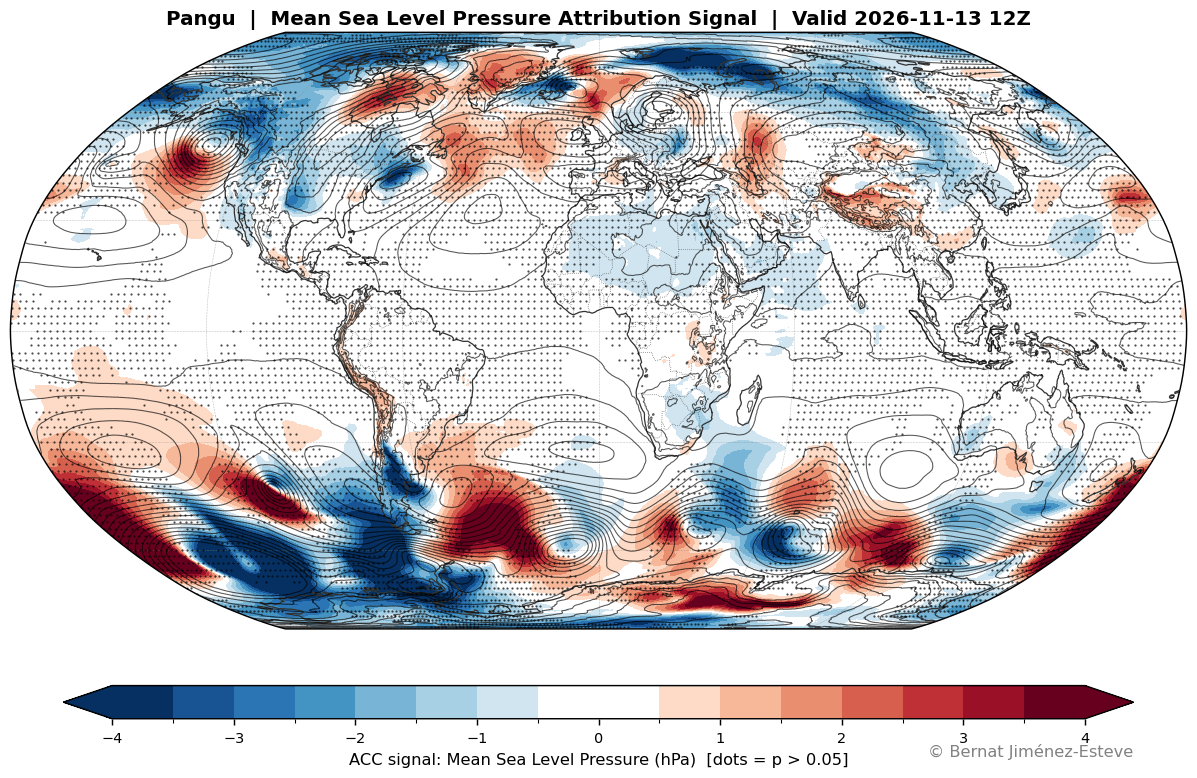 Pangu | Mean Sea Level Pressure Attribution Signal | Valid 2026-11-13 12Z
−4 −3 −2 −1 0 1 2 3 4
ACC signal: Mean Sea Level Pressure (hPa) [dots = p > 0.05]
© Bernat Jiménez-Esteve